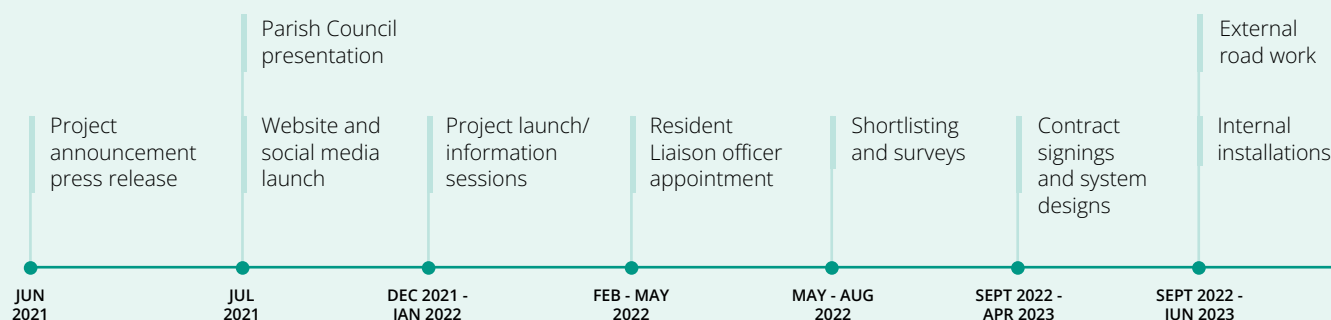 Parish Council
presentation
External
road work
Project
announcement
press release
Website and
social media
launch
Project launch/
information
sessions
Resident
Liaison officer
appointment
Shortlisting
and surveys
Contract
signings
and system
designs
Internal
installations
JUN
2021
JUL
2021
DEC 2021 -
JAN 2022
FEB - MAY
2022
MAY - AUG
2022
SEPT 2022 -
APR 2023
SEPT 2022 -
JUN 2023